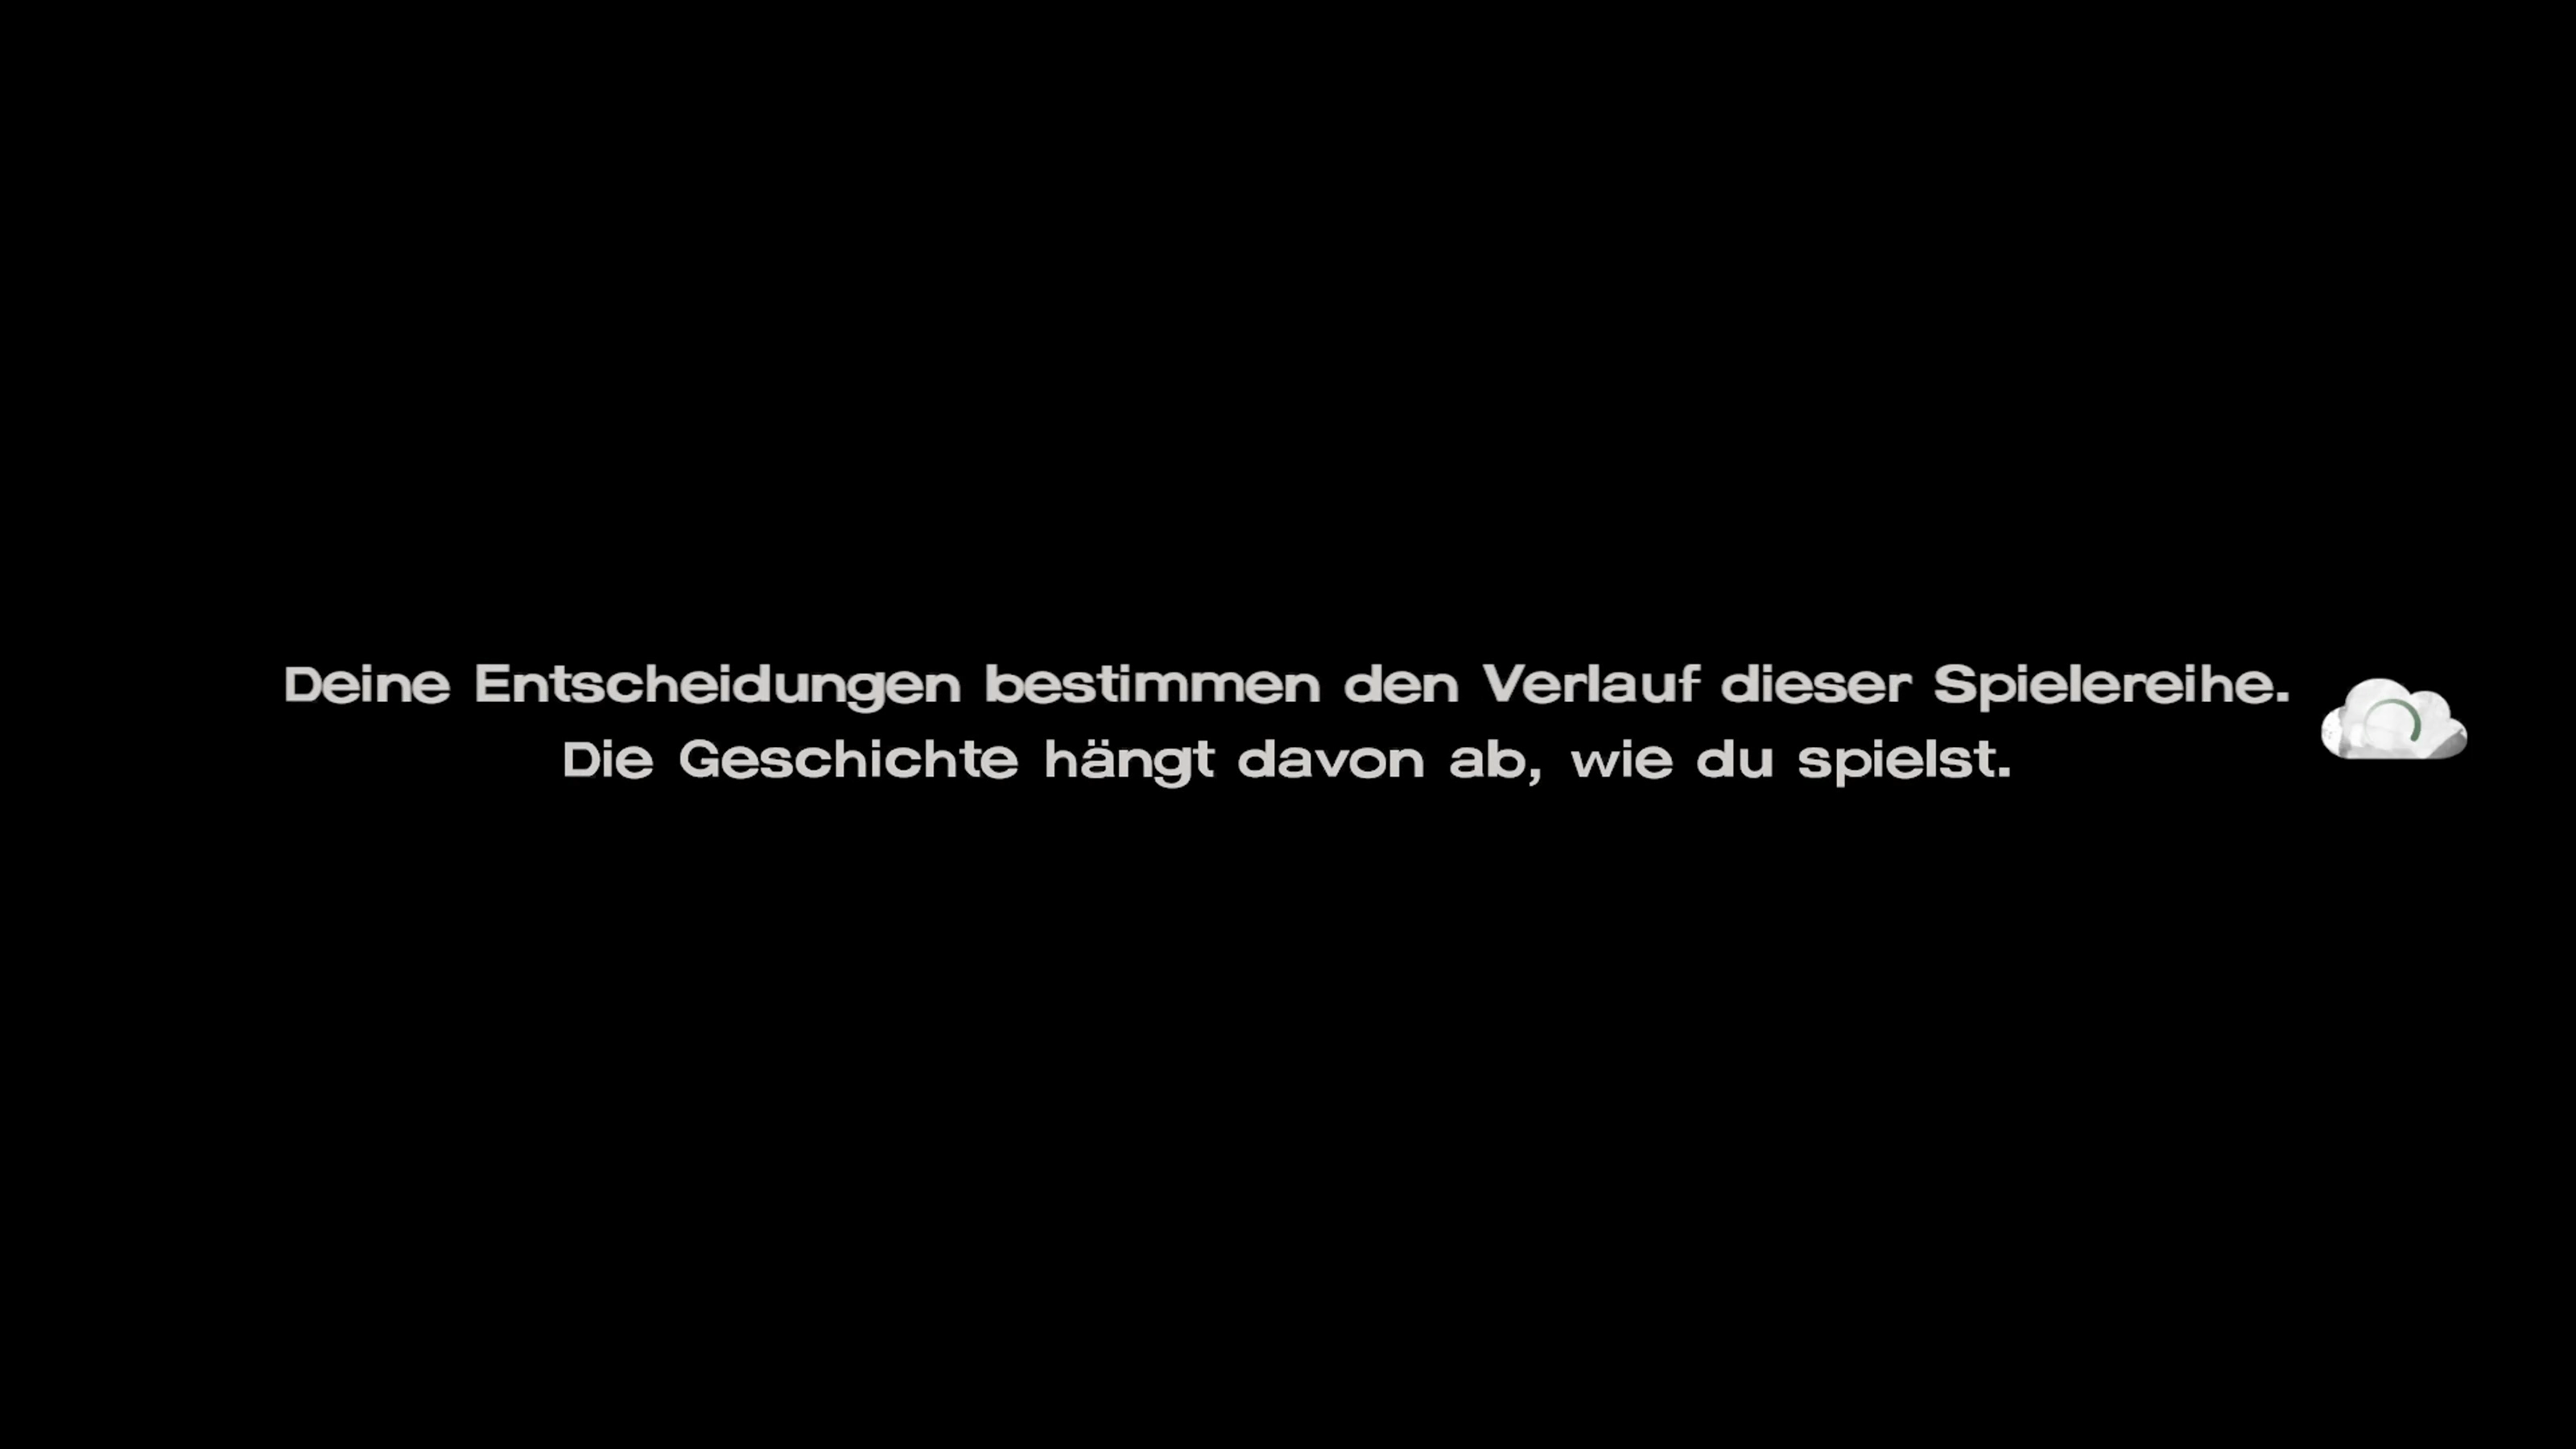 Deine Entscheidungen bestimmen den Verlauf dieser Spielereihe.
Die Geschichte hängt davon ab, wie du spielst.